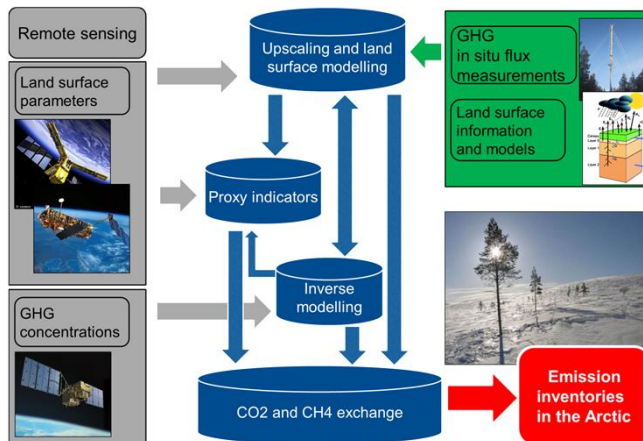 Remote sensing
Land surface
parameters
GHG
concentrations
Upscaling and land
surface modelling
Proxy indicators
Inverse
modelling
CO2 and CH4 exchange
GHG
in situ flux
measurements
Land surface
information
and models
Emission
inventories
in the Arctic